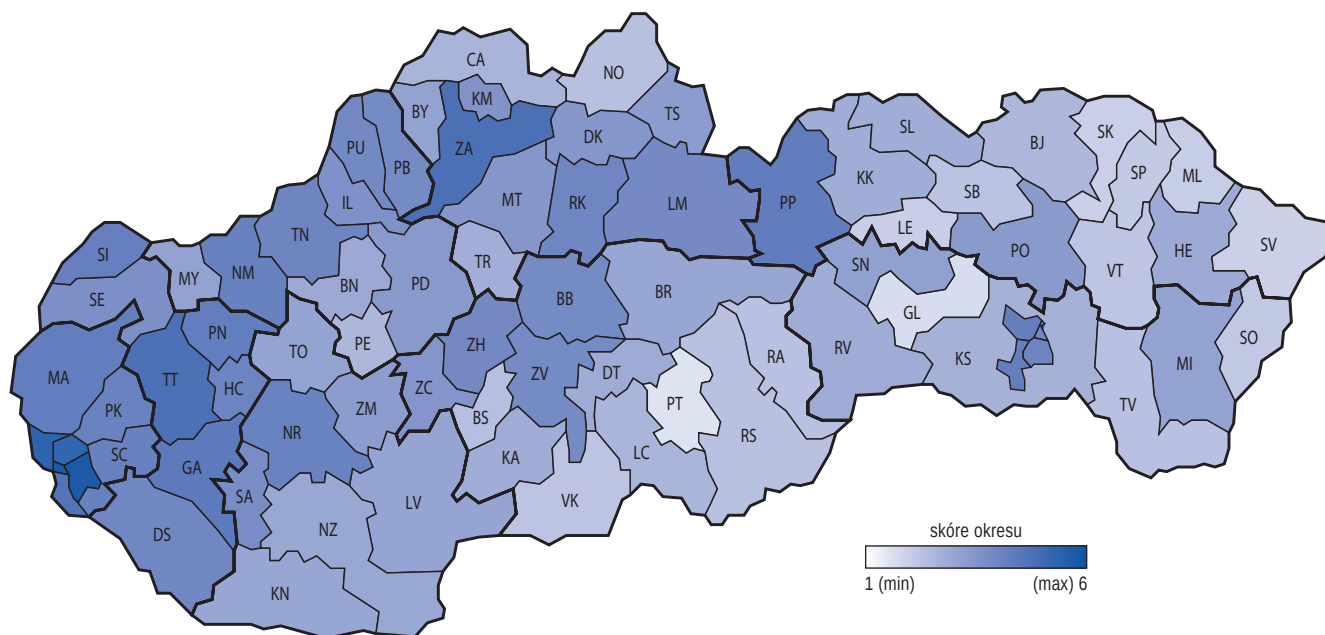 CA
NO
KM
BY
TS
DK
ZA
PU
PB
SL
SK
BJ
SP
ML
KK
SB
PP
IL
MT
RK
LM
LE
TN
HE
SV
SI
MY
NM
TR
PO
VT
SN
SE
BN
PD
BB
BR
GL
PN
TO
PE
ZH
RV
KS
SO
MA
TT
HC
ZC
ZV
DT
RA
MI
PK
ZM
BS
PT
TV
NR
RS
SC
GA
KA
LC
SA
LV
VK
DS
NZ
KN
skóre okresu
1 (min)
(max) 6